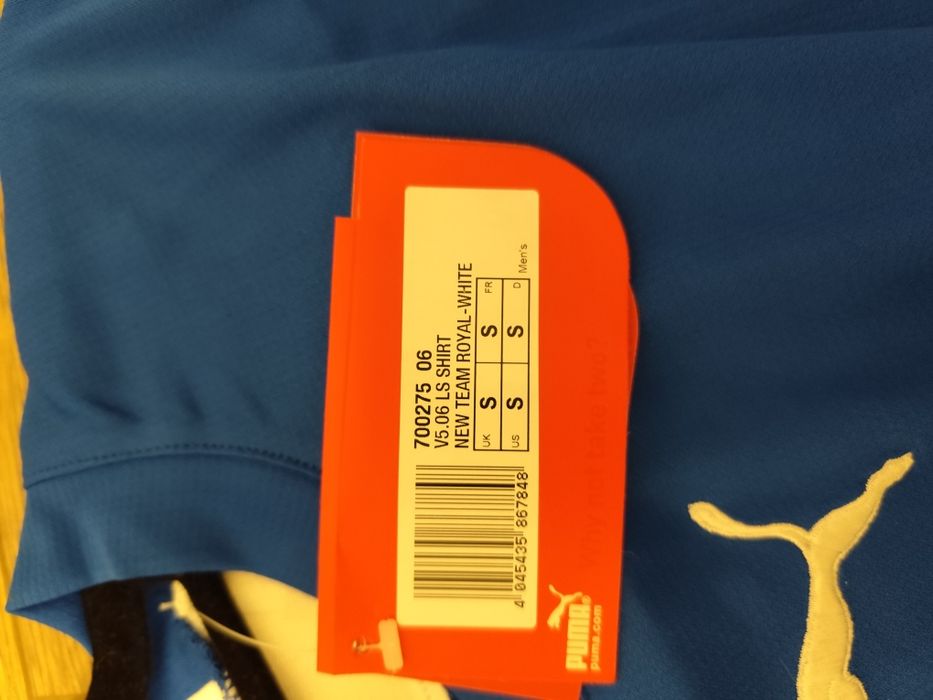 700275 06
V5.06 LS SHIRT
NEW TEAM ROYAL-WHITE
UK S S FR
US S S D
Men's
4 045435 867848
Why not take two?
PUMA®
puma.com